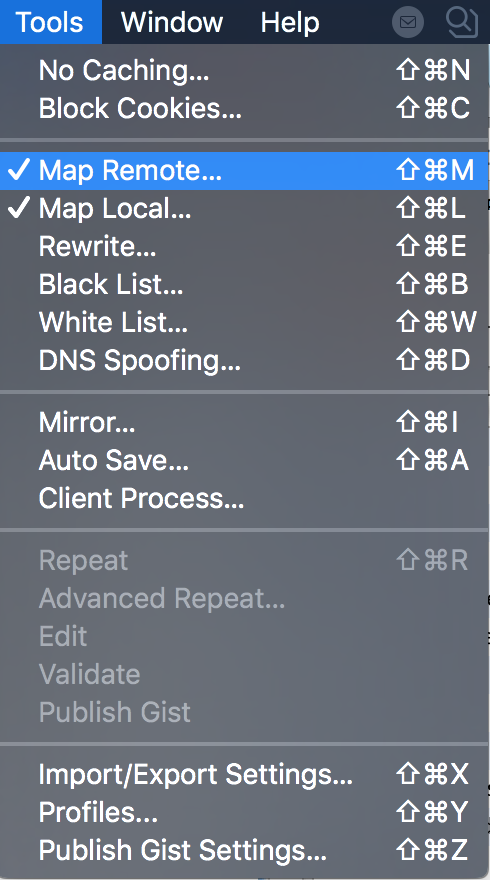 Tools Window Help
No Caching... ⇧⌘N
Block Cookies... ⇧⌘C
✓ Map Remote... ⇧⌘M
✓ Map Local... ⇧⌘L
Rewrite... ⇧⌘E
Black List... ⇧⌘B
White List... ⇧⌘W
DNS Spoofing... ⇧⌘D
Mirror... ⇧⌘I
Auto Save... ⇧⌘A
Client Process...
Repeat ⇧⌘R
Advanced Repeat...
Edit
Validate
Publish Gist
Import/Export Settings... ⇧⌘X
Profiles... ⇧⌘Y
Publish Gist Settings... ⇧⌘Z